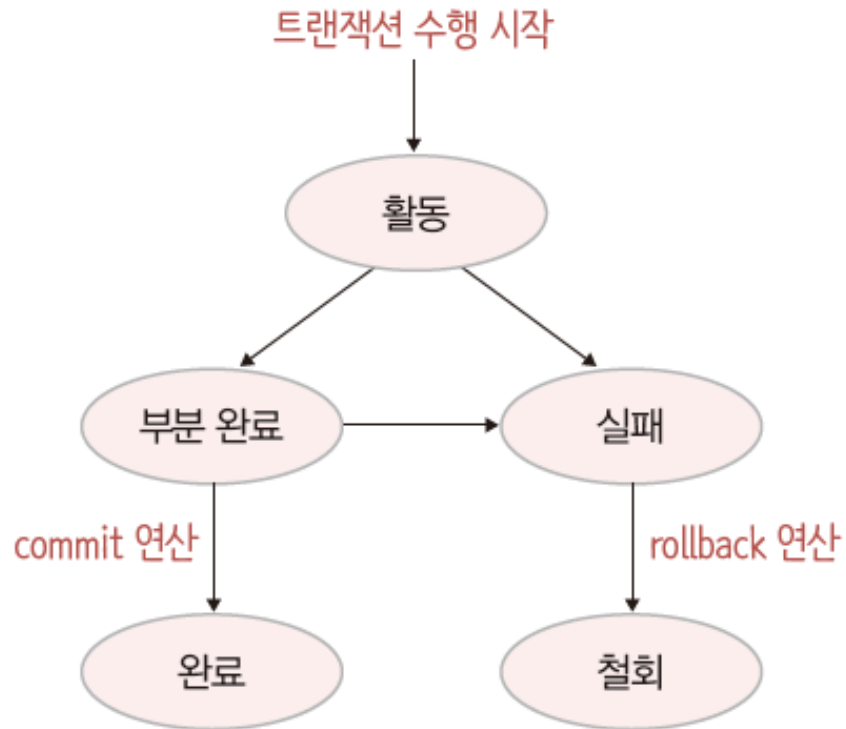 트랜잭션 수행 시작
활동
부분 완료
실패
commit 연산
rollback 연산
완료
철회